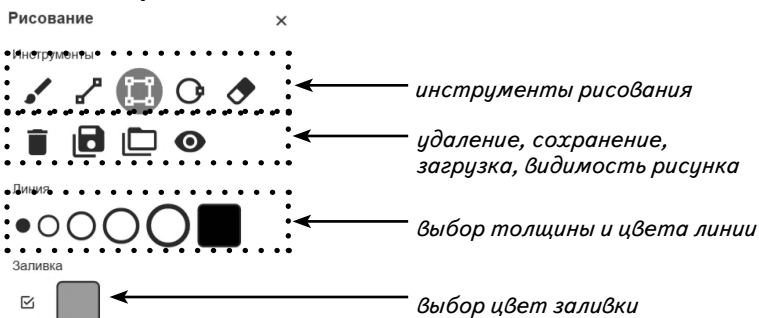 Рисование
Инструменты
инструменты рисования
удаление, сохранение,
загрузка, видимость рисунка
Линия
выбор толщины и цвета линии
Заливка
выбор цвет заливки